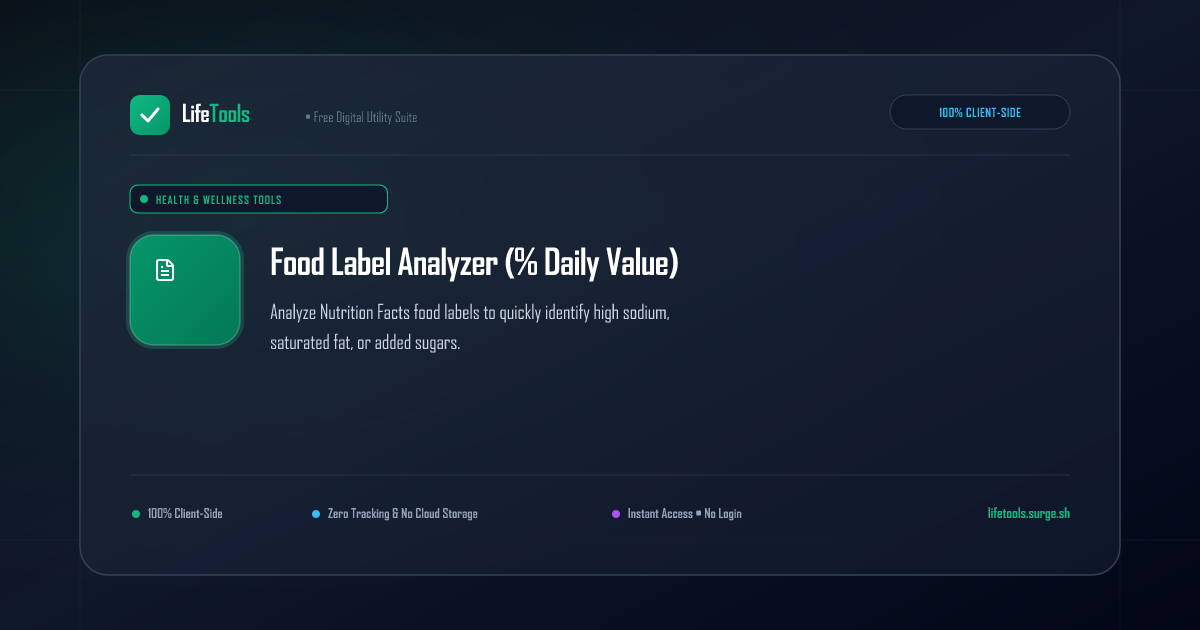 LifeTools
▪ Free Digital Utility Suite
100% CLIENT-SIDE
HEALTH & WELLNESS TOOLS
Food Label Analyzer (% Daily Value)
Analyze Nutrition Facts food labels to quickly identify high sodium,
saturated fat, or added sugars.
100% Client-Side
Zero Tracking & No Cloud Storage
Instant Access ▪ No Login
lifetools.surge.sh